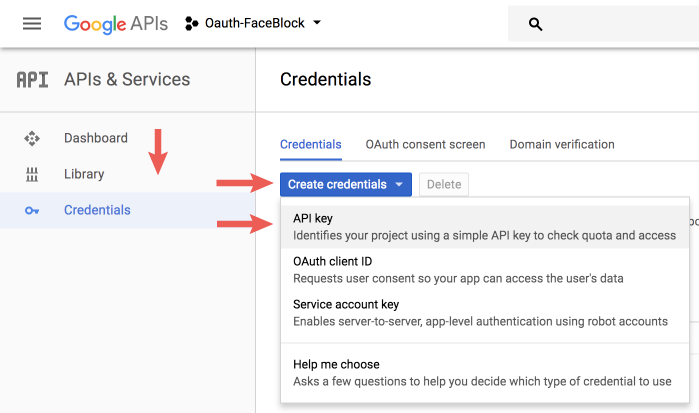 Google APIs
Oauth-FaceBlock
API
APIs & Services
Credentials
Dashboard
Library
Credentials
Credentials
OAuth consent screen
Domain verification
Create credentials
Delete
API key
Identifies your project using a simple API key to check quota and access
OAuth client ID
Requests user consent so your app can access the user's data
Service account key
Enables server-to-server, app-level authentication using robot accounts
Help me choose
Asks a few questions to help you decide which type of credential to use